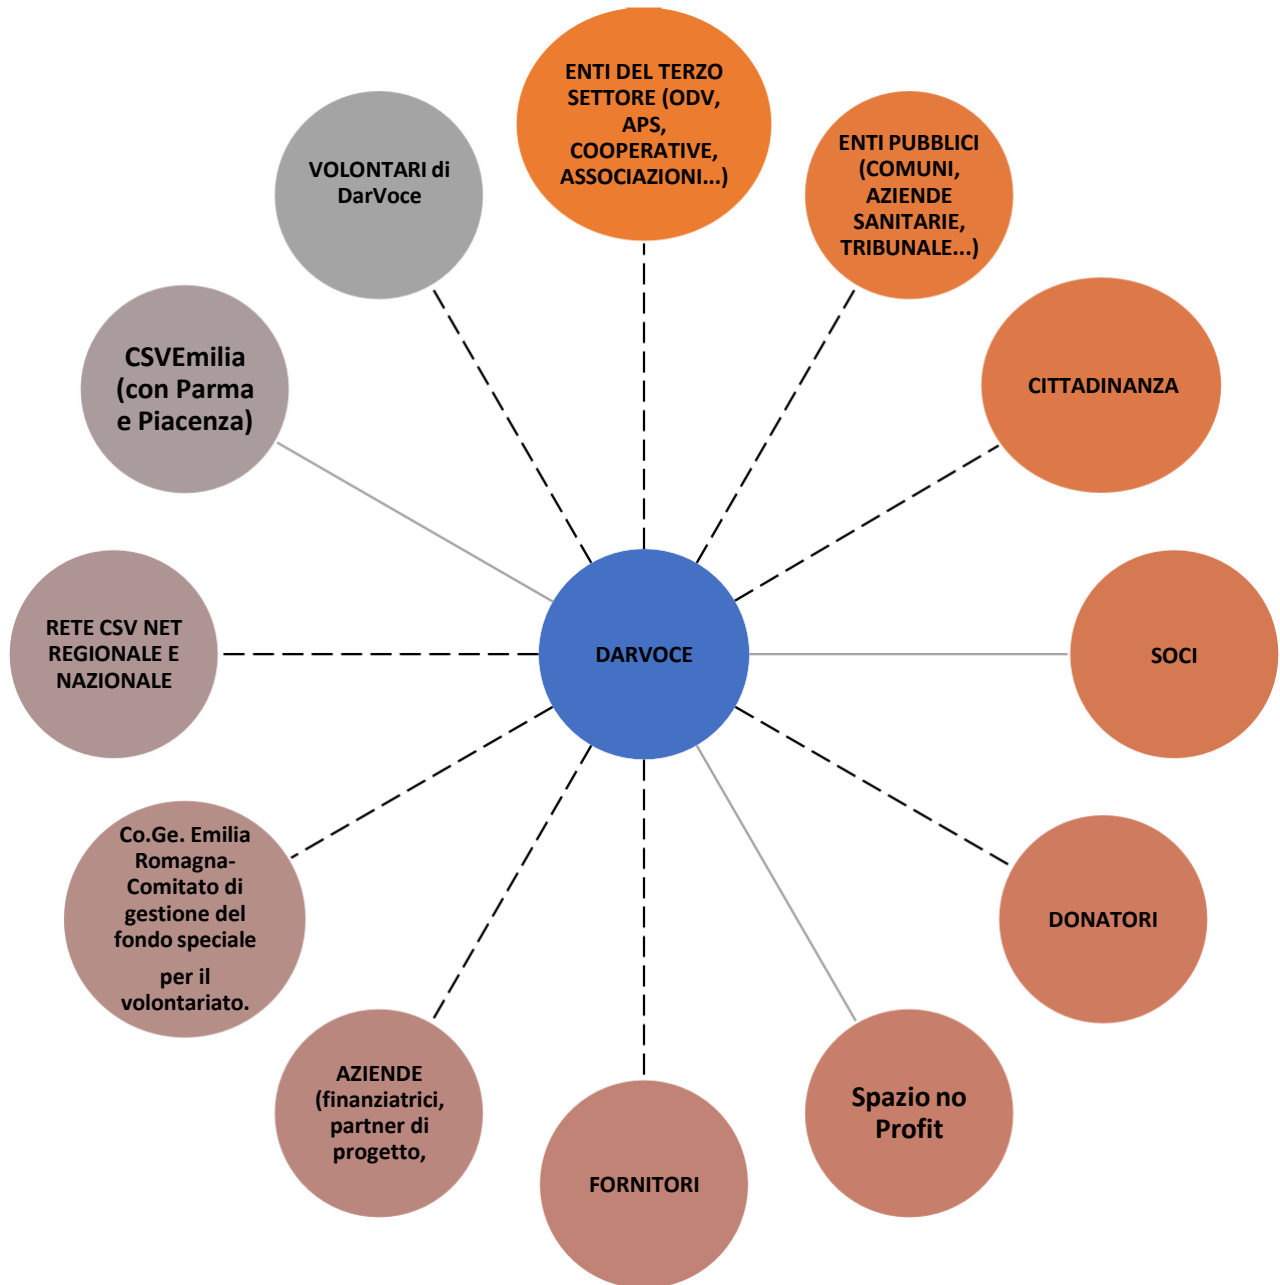 ENTI DEL TERZO
SETTORE (ODV,
APS,
COOPERATIVE,
ASSOCIAZIONI...)
ENTI PUBBLICI
(COMUNI,
AZIENDE
SANITARIE,
TRIBUNALE...)
CITTADINANZA
SOCI
DONATORI
Spazio no
Profit
FORNITORI
AZIENDE
(finanziatrici,
partner di
progetto,
Co.Ge. Emilia
Romagna-
Comitato di
gestione del
fondo speciale
per il
volontariato.
RETE CSV NET
REGIONALE E
NAZIONALE
CSVEmilia
(con Parma
e Piacenza)
VOLONTARI di
DarVoce
DARVOCE